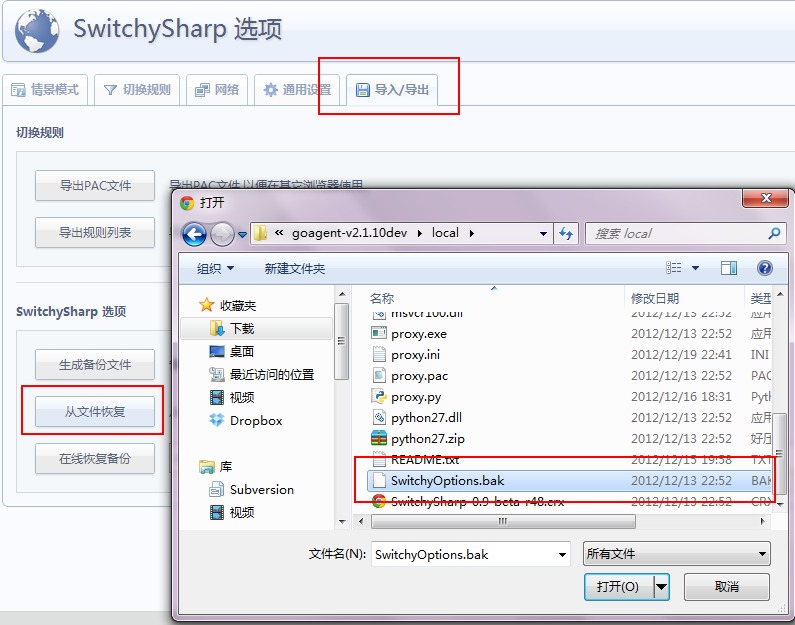 SwitchySharp 选项
情景模式 切换规则 网络 通用设置 导入/导出
切换规则
导出PAC文件 导出PAC文件,以便在其它浏览器使用
导出规则列表
SwitchySharp 选项
生成备份文件
从文件恢复
在线恢复备份
打开
« goagent-v2.1.10dev local 搜索 local
组织 新建文件夹
收藏夹
下载
桌面
最近访问的位置
视频
Dropbox
库
Subversion
视频
名称 修改日期 类型
msvcr100.dll 2012/12/13 22:52 应用
proxy.exe 2012/12/13 22:52 应用
proxy.ini 2012/12/19 22:41 INI
proxy.pac 2012/12/13 22:52 PAC
proxy.py 2012/12/16 18:31 Pyth
python27.dll 2012/12/13 22:52 应用
python27.zip 2012/12/13 22:52 好压
README.txt 2012/12/15 19:58 TXT
SwitchyOptions.bak 2012/12/13 22:52 BAK
SwitchySharp-0.9-beta-r48.crx 2012/12/13 22:52 CRX
文件名(N): SwitchyOptions.bak 所有文件
打开(O) 取消